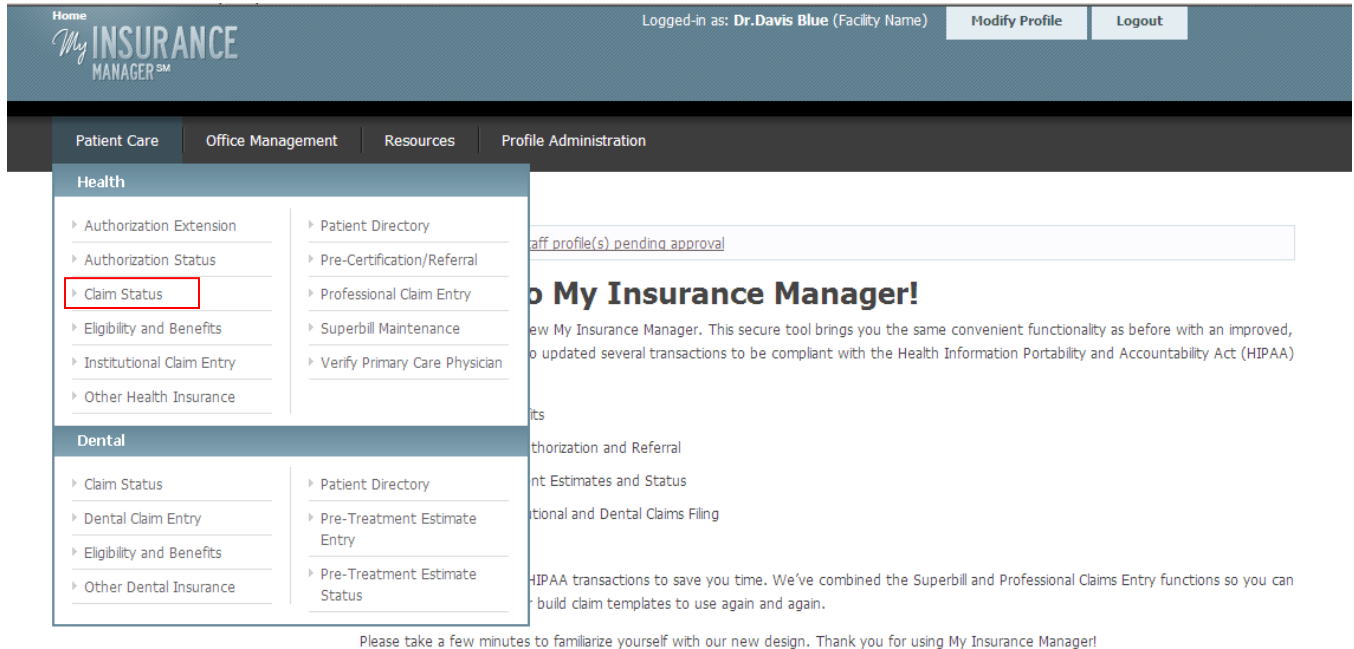 Home
Logged-in as: Dr.Davis Blue (Facility Name)
Modify Profile
Logout
My INSURANCE
MANAGER℠
Patient Care
Office Management
Resources
Profile Administration
Health
Authorization Extension
Authorization Status
Claim Status
Eligibility and Benefits
Institutional Claim Entry
Other Health Insurance
Patient Directory
Pre-Certification/Referral
Professional Claim Entry
Superbill Maintenance
Verify Primary Care Physician
Dental
Claim Status
Dental Claim Entry
Eligibility and Benefits
Other Dental Insurance
Patient Directory
Pre-Treatment Estimate
Entry
Pre-Treatment Estimate
Status
aff profile(s) pending approval
o My Insurance Manager!
ew My Insurance Manager. This secure tool brings you the same convenient functionality as before with an improved,
o updated several transactions to be compliant with the Health Information Portability and Accountability Act (HIPAA)
its
thorization and Referral
nt Estimates and Status
utional and Dental Claims Filing
HIPAA transactions to save you time. We've combined the Superbill and Professional Claims Entry functions so you can
r build claim templates to use again and again.
Please take a few minutes to familiarize yourself with our new design. Thank you for using My Insurance Manager!